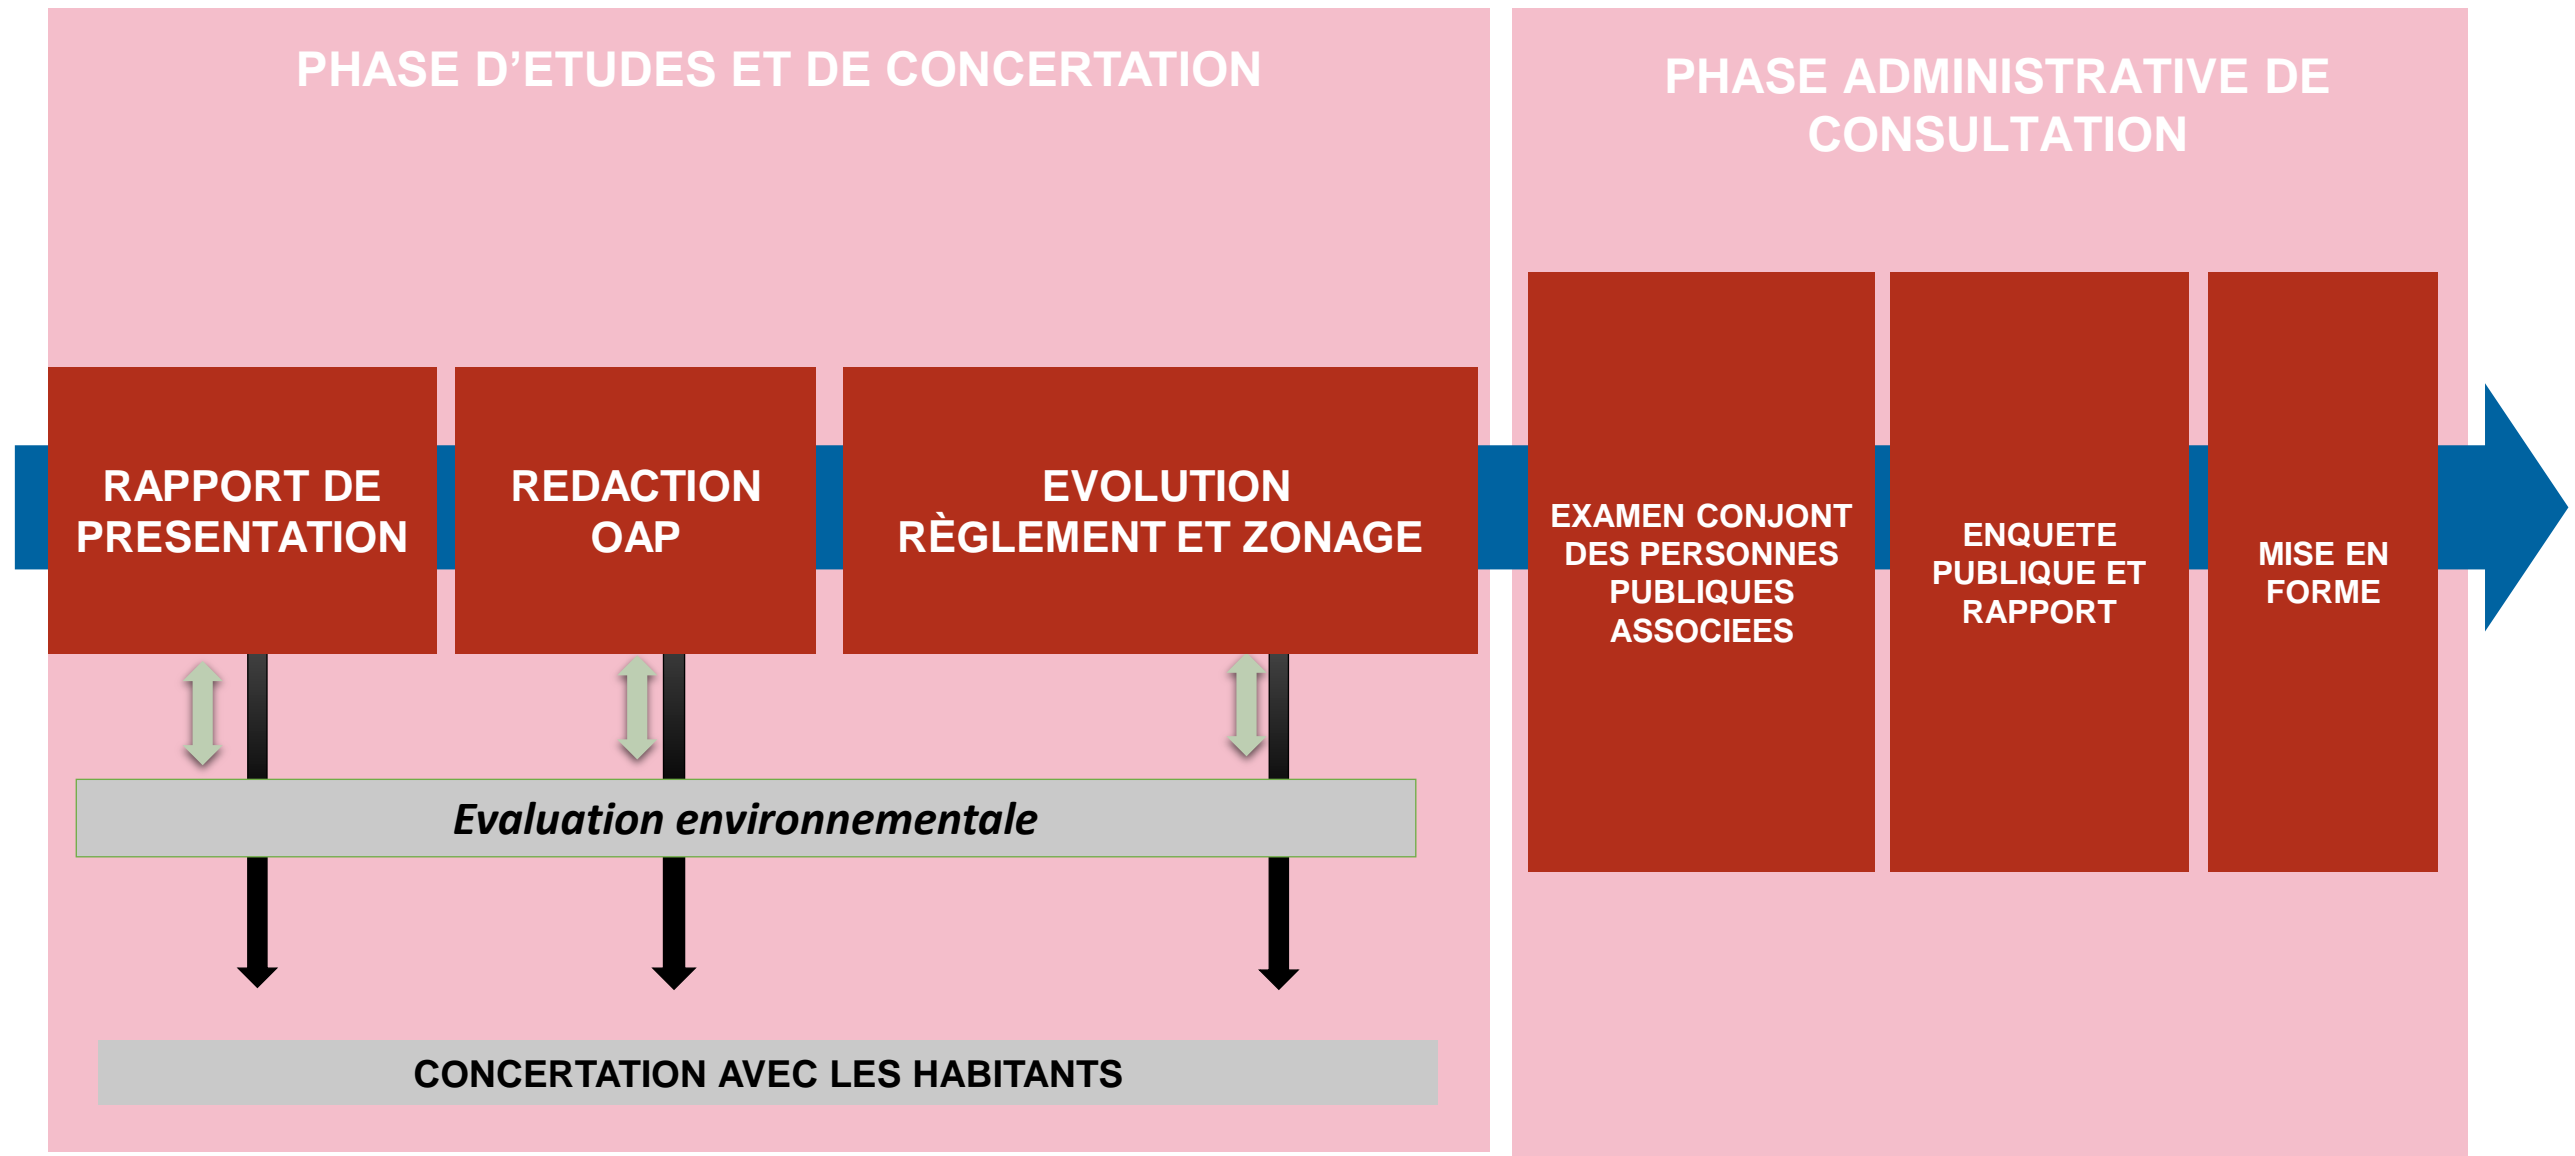 PHASE D’ETUDES ET DE CONCERTATION
PHASE ADMINISTRATIVE DE
CONSULTATION
RAPPORT DE
PRESENTATION
REDACTION
OAP
EVOLUTION
RÈGLEMENT ET ZONAGE
EXAMEN CONJONT
DES PERSONNES
PUBLIQUES
ASSOCIEES
ENQUETE
PUBLIQUE ET
RAPPORT
MISE EN
FORME
Evaluation environnementale
CONCERTATION AVEC LES HABITANTS